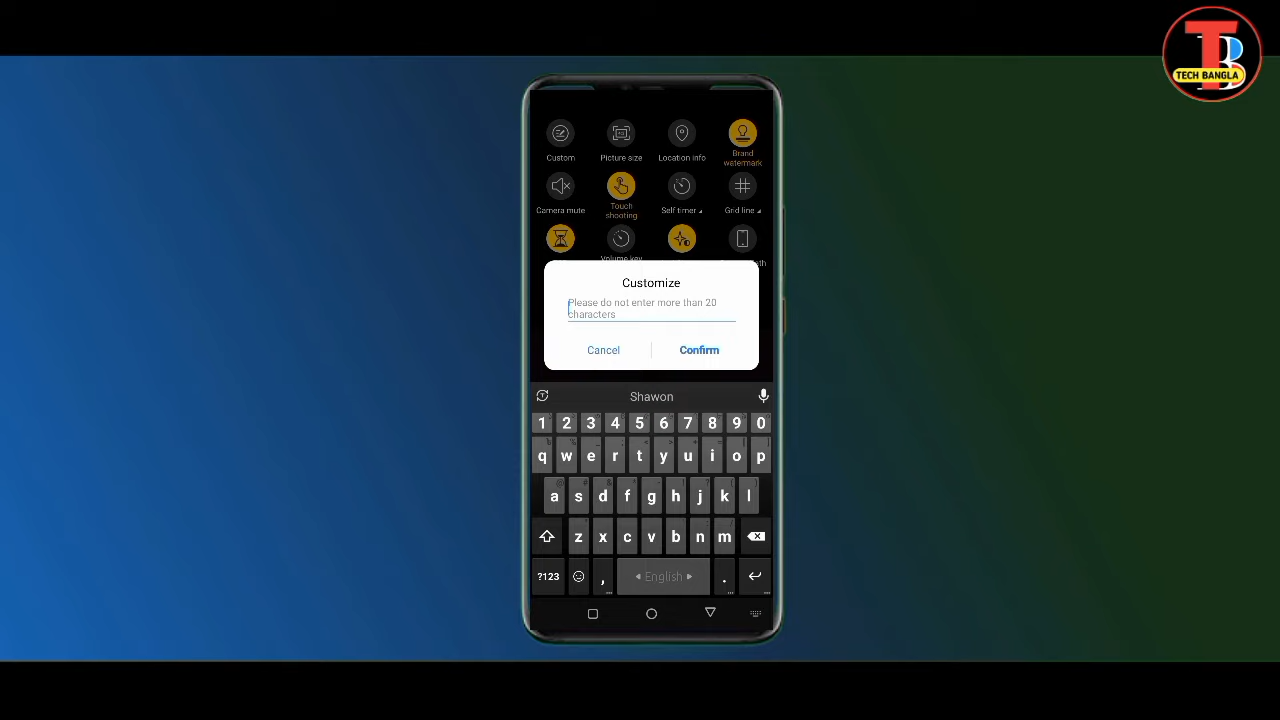 TB
TECH BANGLA
Custom
Picture size
Location info
Brand
watermark
Camera mute
Touch
shooting
Self timer
Grid line
Volume key
Customize
Please do not enter more than 20
characters
Cancel
Confirm
Shawon
1 2 3 4 5 6 7 8 9 0
q w e r t y u i o p
a s d f g h j k l
z x c v b n m
?123 , English .